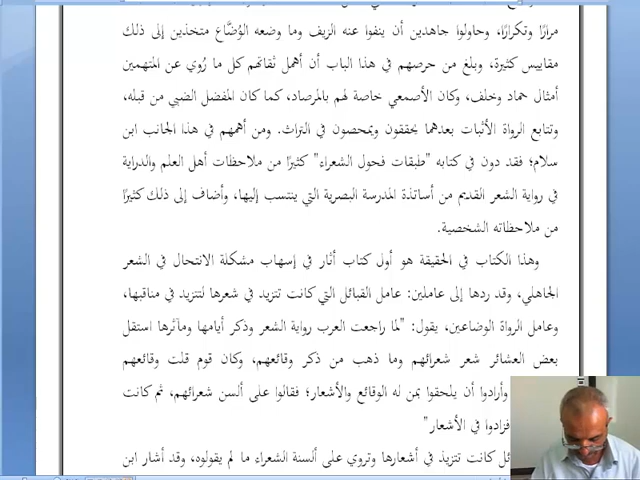 مرارًا وتكرارًا، وحاولوا جاهدين أن ينفوا عنه الزيف وما وضعه الوُضَّاع متخذين إلى ذلك
مقاييس كثيرة، وبلغ من حرصهم في هذا الباب أن أهمل ثقاتهم كل ما رُوي عن المتهمين
أمثال حماد وخلف، وكان الأصمعي خاصة لهم بالمرصاد، كما كان المفضل الضبي من قبله،
وتتابع الرواة الأثبات بعدهما يحققون ويمحصون في التراث. ومن أهمهم في هذا الجانب ابن
سلام؛ فقد دون في كتابه "طبقات فحول الشعراء" كثيرًا من ملاحظات أهل العلم والدراية
في رواية الشعر القديم من أساتذة المدرسة البصرية التي ينتسب إليها، وأضاف إلى ذلك كثيرًا
من ملاحظاته الشخصية.
وهذا الكتاب في الحقيقة هو أول كتاب أثار في إسهاب مشكلة الانتحال في الشعر
الجاهلي، وقد ردها إلى عاملين: عامل القبائل التي كانت تتزيد في شعرها لتتزيد في مناقبها،
وعامل الرواة الوضاعين، يقول: "لما راجعت العرب رواية الشعر وذكر أيامها ومآثرها استقل
بعض العشائر شعر شعرائهم وما ذهب من ذكر وقائعهم، وكان قوم قلت وقائعهم
وأرادوا أن يلحقوا بمن له الوقائع والأشعار؛ فقالوا على ألسن شعرائهم، ثم كانت
فزادوا في الأشعار"
كانت تتزيد في أشعارها وتروي على ألسنة الشعراء ما لم يقولوه، وقد أشار ابن